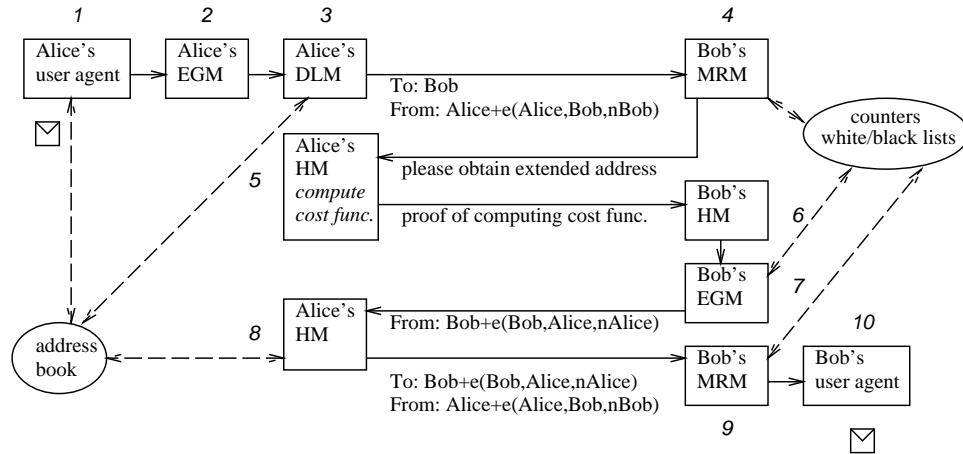 1
2
3
4
Alice's
user agent
Alice's
EGM
Alice's
DLM
Bob's
MRM
To: Bob
From: Alice+e(Alice,Bob,nBob)
counters
white/black lists
Alice's
HM
compute
cost func.
5
please obtain extended address
proof of computing cost func.
Bob's
HM
6
Bob's
EGM
7
Alice's
HM
From: Bob+e(Bob,Alice,nAlice)
8
address
book
10
Bob's
MRM
Bob's
user agent
To: Bob+e(Bob,Alice,nAlice)
From: Alice+e(Alice,Bob,nBob)
9